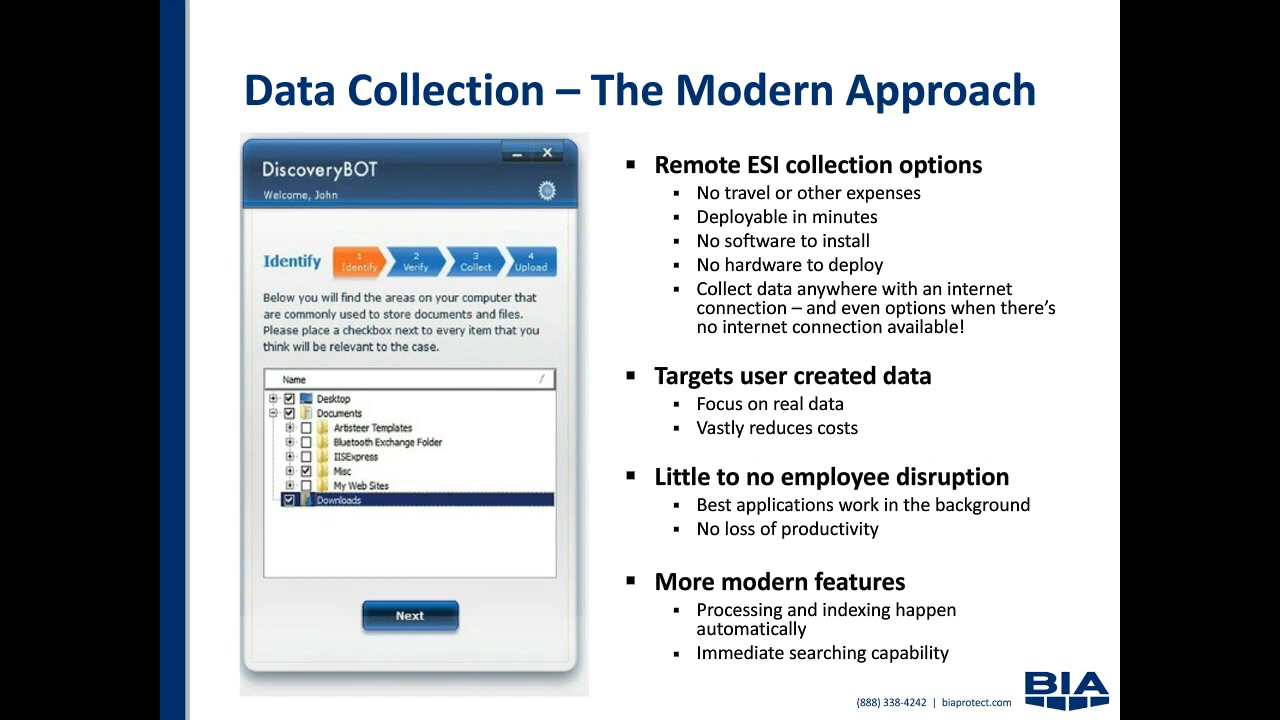 Data Collection – The Modern Approach
DiscoveryBOT
Welcome, John
Identify
1
Identify
2
Verify
3
Collect
4
Upload
Below you will find the areas on your computer that
are commonly used to store documents and files.
Please place a checkbox next to every item that you
think will be relevant to the case.
Name
Desktop
Documents
Artisteer Templates
Bluetooth Exchange Folder
IISExpress
Misc
My Web Sites
Downloads
Next
Remote ESI collection options
No travel or other expenses
Deployable in minutes
No software to install
No hardware to deploy
Collect data anywhere with an internet
connection – and even options when there’s
no internet connection available!
Targets user created data
Focus on real data
Vastly reduces costs
Little to no employee disruption
Best applications work in the background
No loss of productivity
More modern features
Processing and indexing happen
automatically
Immediate searching capability
(888) 338-4242 | biaprotect.com
BIA